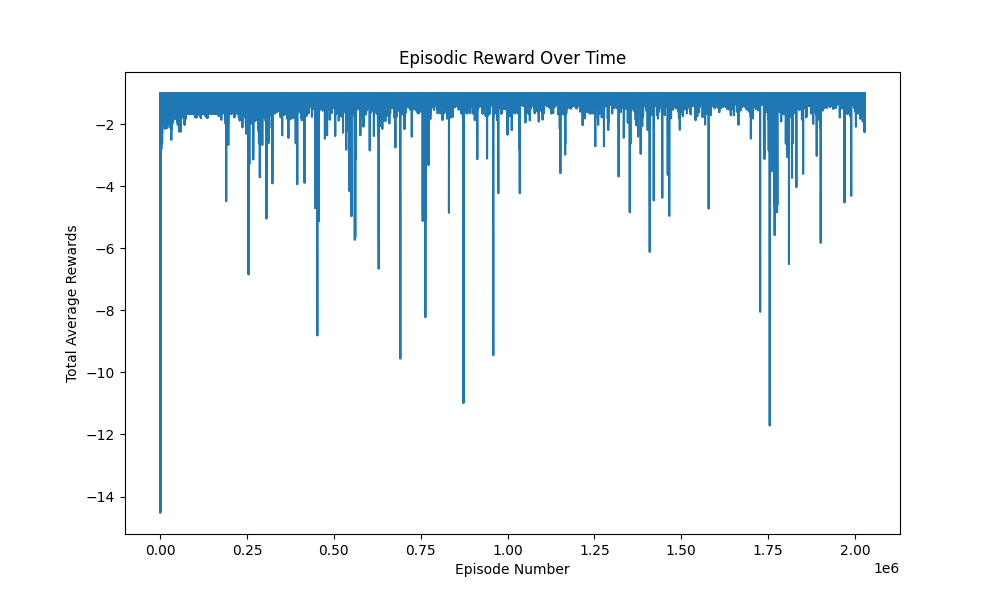 Episodic Reward Over Time
Total Average Rewards
−2
−4
−6
−8
−10
−12
−14
0.00 0.25 0.50 0.75 1.00 1.25 1.50 1.75 2.00
1e6
Episode Number